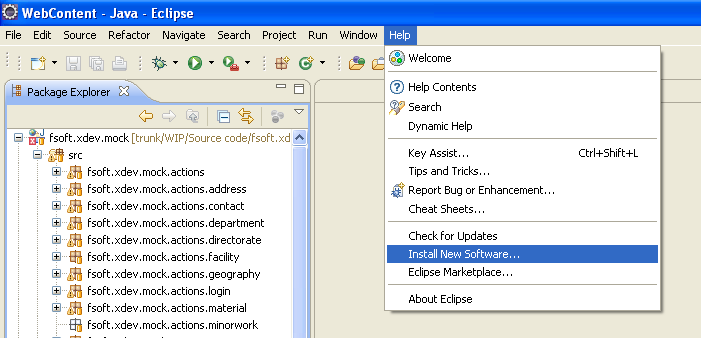 WebContent - Java - Eclipse
File Edit Source Refactor Navigate Search Project Run Window Help
Package Explorer
fsoft.xdev.mock [trunk/WIP/Source code/fsoft.xd
src
fsoft.xdev.mock.actions
fsoft.xdev.mock.actions.address
fsoft.xdev.mock.actions.contact
fsoft.xdev.mock.actions.department
fsoft.xdev.mock.actions.directorate
fsoft.xdev.mock.actions.facility
fsoft.xdev.mock.actions.geography
fsoft.xdev.mock.actions.login
fsoft.xdev.mock.actions.material
fsoft.xdev.mock.actions.minorwork
Welcome
Help Contents
Search
Dynamic Help
Key Assist... Ctrl+Shift+L
Tips and Tricks...
Report Bug or Enhancement...
Cheat Sheets...
Check for Updates
Install New Software...
Eclipse Marketplace...
About Eclipse